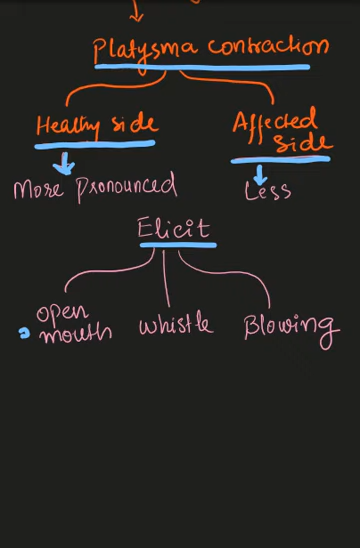 Platysma contraction
Healthy side
Affected
side
More Pronounced
Less
Elicit
open
mouth
Whistle
Blowing